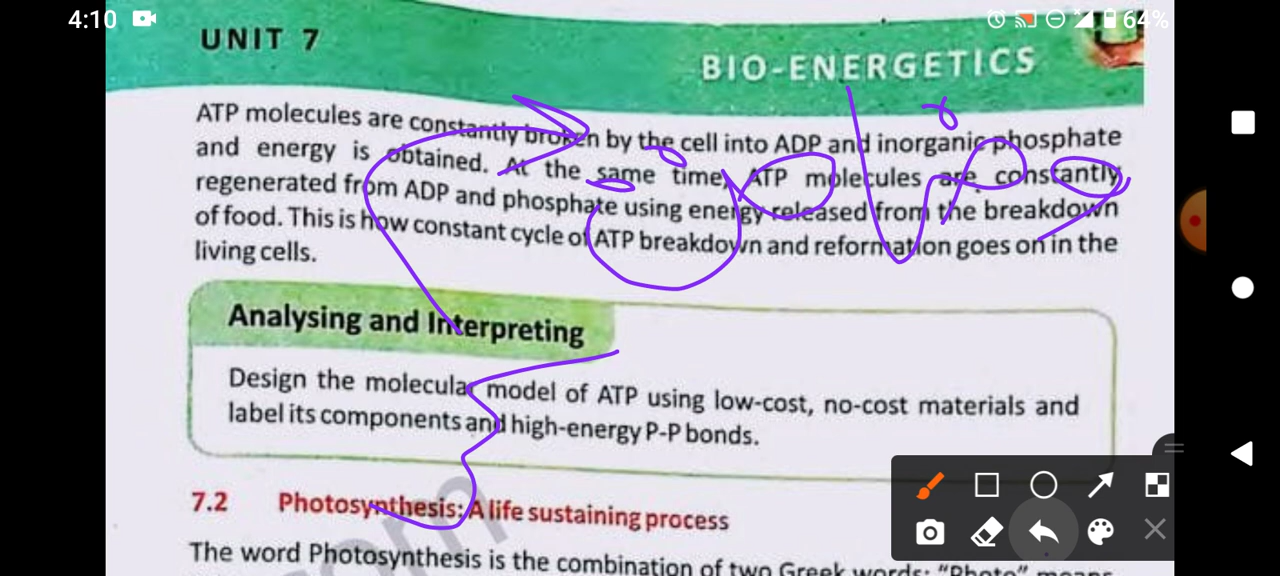 4:10
64%
UNIT 7
BIO-ENERGETICS
ATP molecules are constantly broken by the cell into ADP and inorganic phosphate
and energy is obtained. At the same time, ATP molecules are constantly
regenerated from ADP and phosphate using energy released from the breakdown
of food. This is how constant cycle of ATP breakdown and reformation goes on in the
living cells.
Analysing and Interpreting
Design the molecular model of ATP using low-cost, no-cost materials and
label its components and high-energy P-P bonds.
7.2 Photosynthesis: A life sustaining process
om
The word Photosynthesis is the combination of two Greek words: "Photo" means